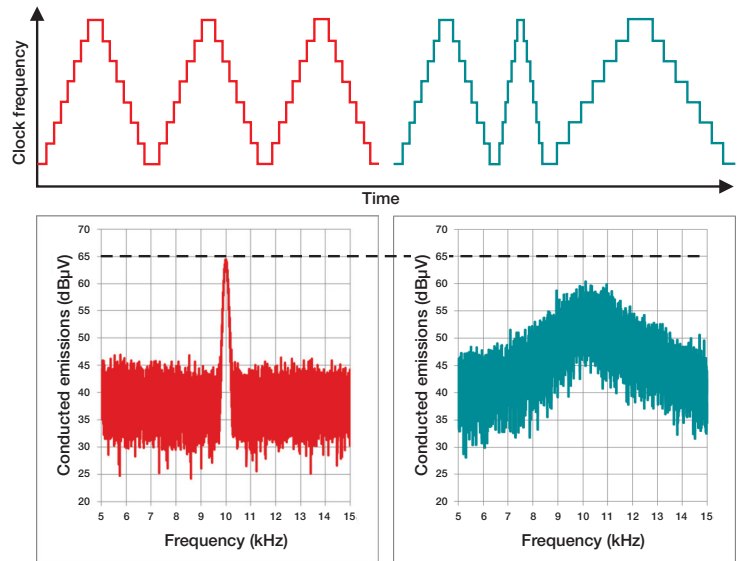 Clock frequency
Time
Conducted emissions (dBµV)
70
65
60
55
50
45
40
35
30
25
20
5 6 7 8 9 10 11 12 13 14 15
Frequency (kHz)
Conducted emissions (dBµV)
70
65
60
55
50
45
40
35
30
25
20
5 6 7 8 9 10 11 12 13 14 15
Frequency (kHz)